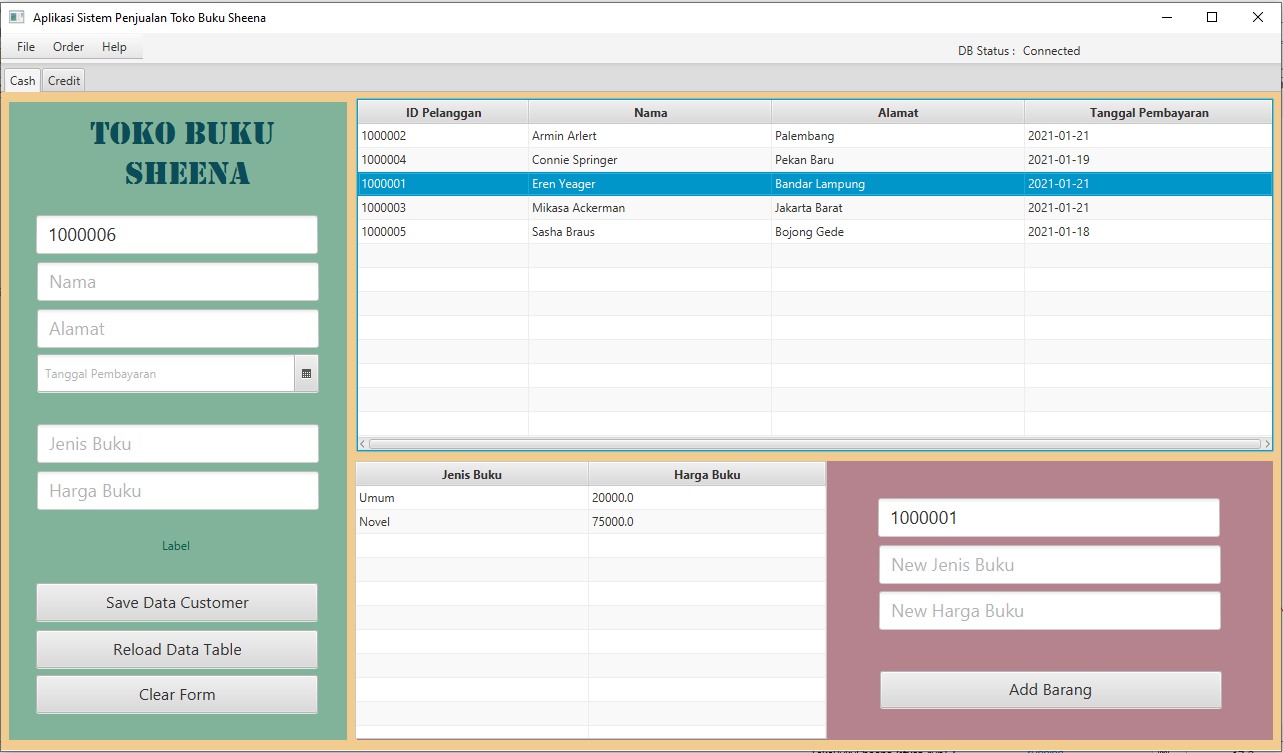 Aplikasi Sistem Penjualan Toko Buku Sheena
File Order Help
DB Status : Connected
Cash Credit
TOKO BUKU
SHEENA
1000006
Nama
Alamat
Tanggal Pembayaran
Jenis Buku
Harga Buku
Label
Save Data Customer
Reload Data Table
Clear Form
ID Pelanggan Nama Alamat Tanggal Pembayaran
1000002 Armin Arlert Palembang 2021-01-21
1000004 Connie Springer Pekan Baru 2021-01-19
1000001 Eren Yeager Bandar Lampung 2021-01-21
1000003 Mikasa Ackerman Jakarta Barat 2021-01-21
1000005 Sasha Braus Bojong Gede 2021-01-18
Jenis Buku Harga Buku
Umum 20000.0
Novel 75000.0
1000001
New Jenis Buku
New Harga Buku
Add Barang